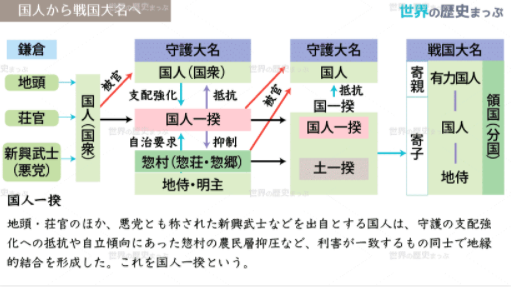 国人から戦国大名へ
世界の歴史まっぷ
鎌倉
地頭
荘官
新興武士
(悪党)
国人(国衆)
被官
守護大名
国人(国衆)
支配強化
抵抗
国人一揆
自治要求
抑制
惣村(惣荘・惣郷)
地侍・明主
被官
守護大名
国人
抵抗
国一揆
国人一揆
土一揆
戦国大名
寄親
寄子
有力国人
国人
地侍
領国(分国)
国人一揆
地頭・荘官のほか、悪党とも称された新興武士などを出自とする国人は、守護の支配強
化への抵抗や自立傾向にあった惣村の農民層抑圧など、利害が一致するもの同士で地縁
的結合を形成した。これを国人一揆という。